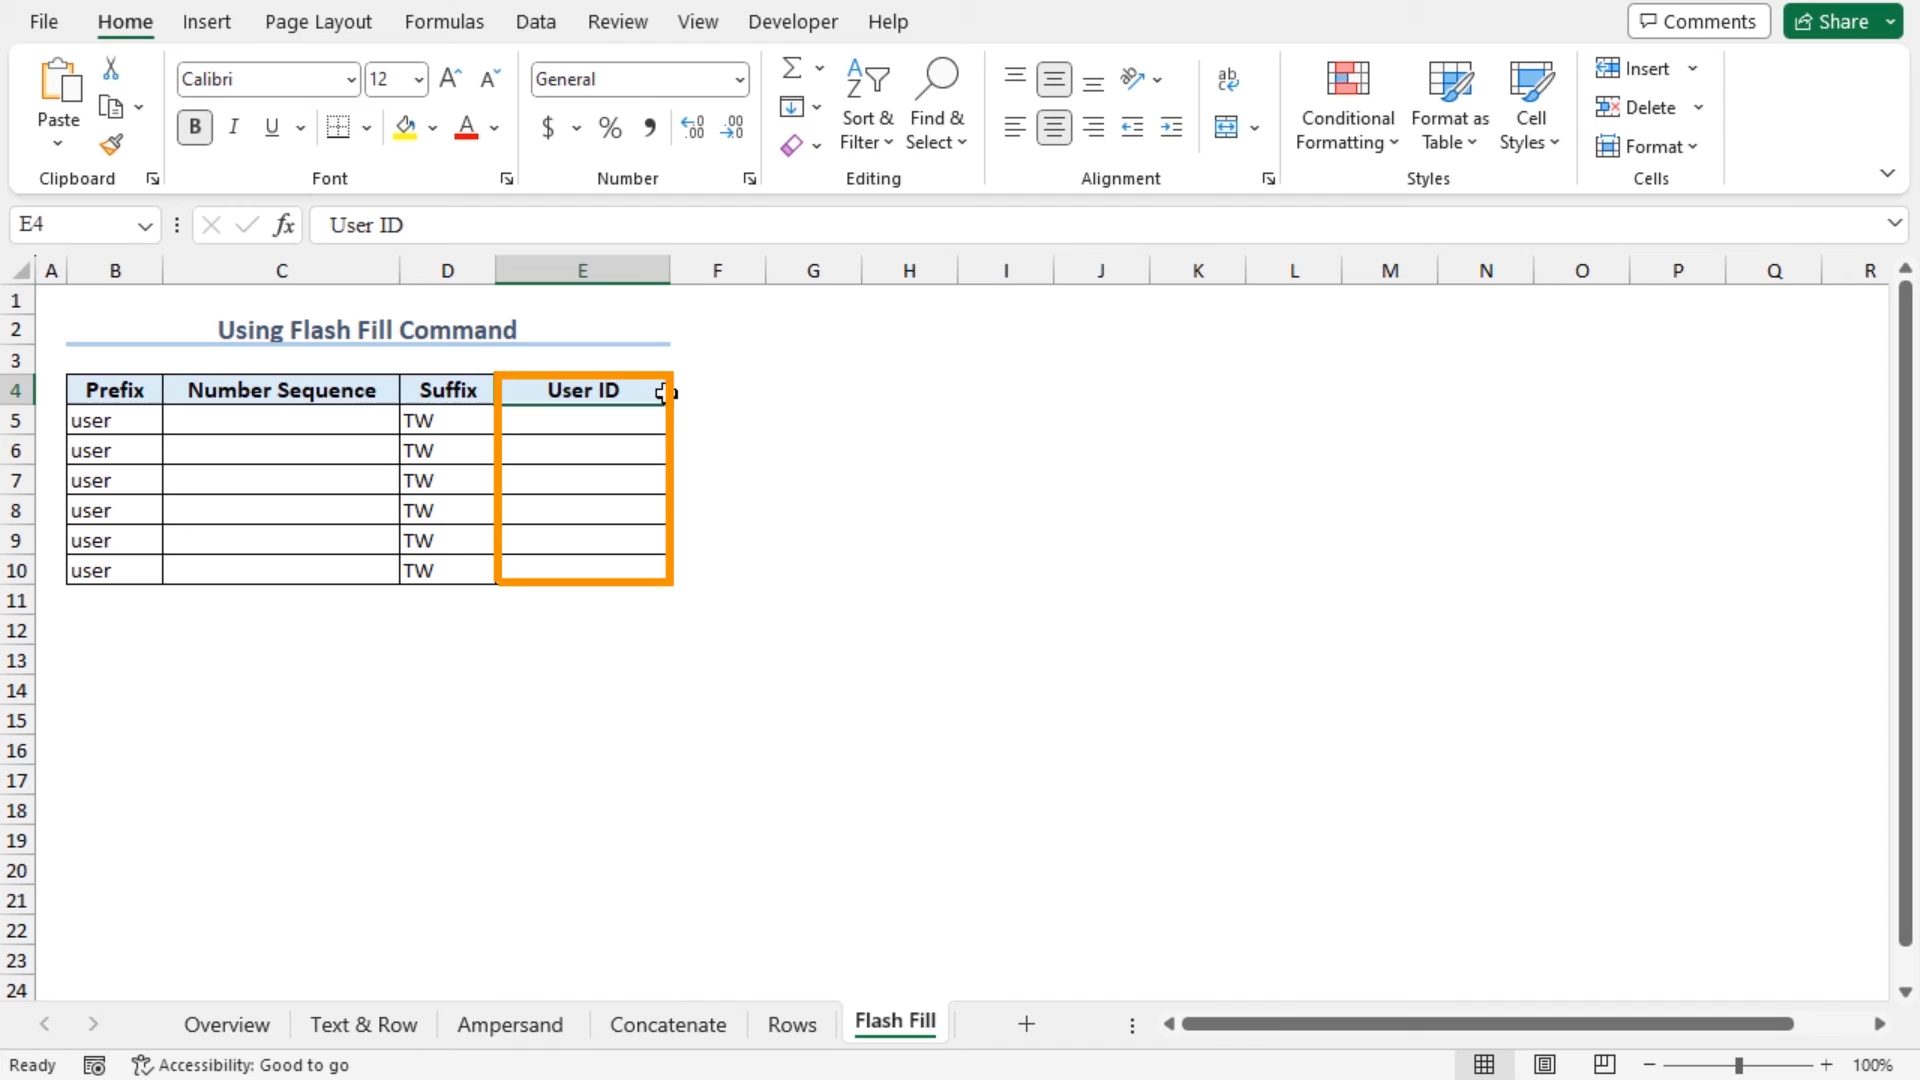 File Home Insert Page Layout Formulas Data Review View Developer Help Comments Share
Calibri 12 General
Paste B I U A $ % Sort & Filter Find & Select Conditional Formatting Format as Table Cell Styles Insert Delete Format
Clipboard Font Number Editing Alignment Styles Cells
E4 fx User ID
A B C D E F G H I J K L M N O P Q R
1
2 Using Flash Fill Command
3
4 Prefix Number Sequence Suffix User ID
5 user TW
6 user TW
7 user TW
8 user TW
9 user TW
10 user TW
11
12
13
14
15
16
17
18
19
20
21
22
23
24
Overview Text & Row Ampersand Concatenate Rows Flash Fill
Ready Accessibility: Good to go 100%